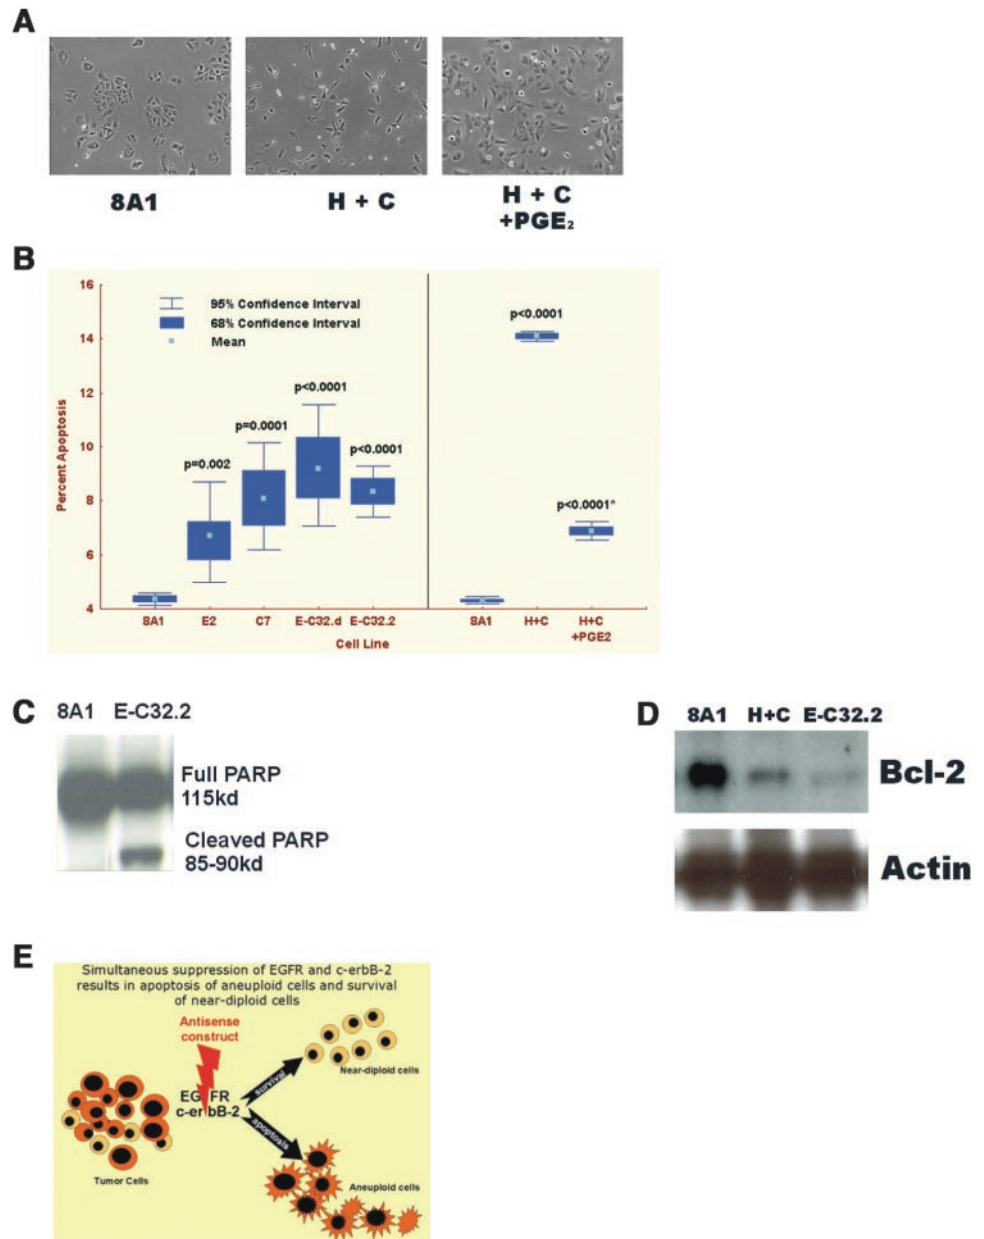 A
8A1
H + C
H + C
+PGE₂
B
16
14
12
10
8
6
4
Percent Apoptosis
95% Confidence Interval
68% Confidence Interval
Mean
p=0.002
p=0.0001
p<0.0001
p<0.0001
p<0.0001
p<0.0001*
8A1 E2 C7 E-C32.d E-C32.2 8A1 H+C H+C
+PGE2
Cell Line
C
8A1 E-C32.2
Full PARP
115kd
Cleaved PARP
85-90kd
D
8A1 H+C E-C32.2
Bcl-2
Actin
E
Simultaneous suppression of EGFR and c-erbB-2
results in apoptosis of aneuploid cells and survival
of near-diploid cells
Antisense
construct
EGFR
c-erbB-2
survival
apoptosis
Near-diploid cells
Tumor Cells
Aneuploid cells